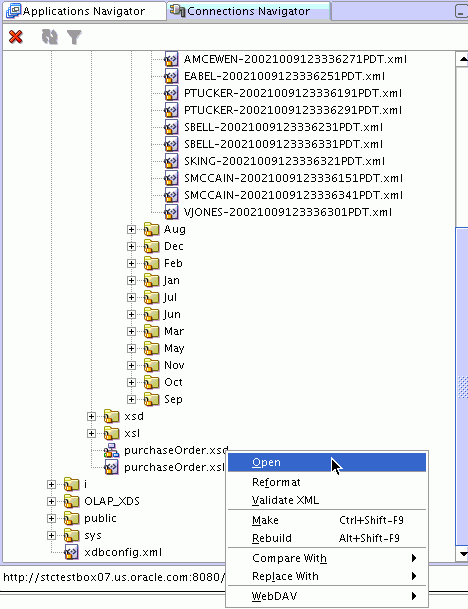 Applications Navigator
Connections Navigator
AMCEWEN-20021009123336271PDT.xml
EABEL-20021009123336251PDT.xml
PTUCKER-20021009123336191PDT.xml
PTUCKER-20021009123336291PDT.xml
SBELL-20021009123336231PDT.xml
SBELL-20021009123336331PDT.xml
SKING-20021009123336321PDT.xml
SMCCAIN-20021009123336151PDT.xml
SMCCAIN-20021009123336341PDT.xml
VJONES-20021009123336301PDT.xml
Aug
Dec
Feb
Jan
Jul
Jun
Mar
May
Nov
Oct
Sep
xsd
xsl
purchaseOrder.xsd
purchaseOrder.xsl
i
OLAP_XDS
public
sys
xdbconfig.xml
Open
Reformat
Validate XML
Make Ctrl+Shift-F9
Rebuild Alt+Shift-F9
Compare With
Replace With
WebDAV
http://stctestbox07.us.oracle.com:8080/